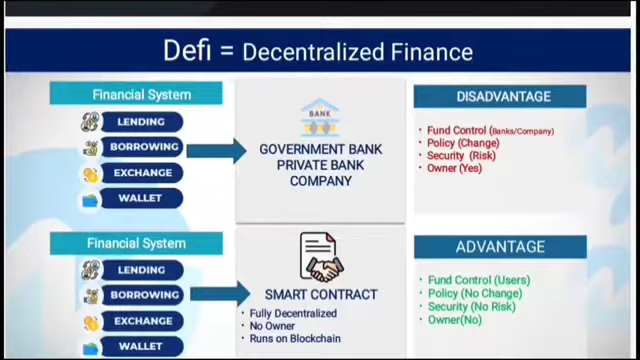 Defi = Decentralized Finance
Financial System
LENDING
BORROWING
EXCHANGE
WALLET
BANK
GOVERNMENT BANK
PRIVATE BANK
COMPANY
DISADVANTAGE
• Fund Control (Banks/Company)
• Policy (Change)
• Security (Risk)
• Owner (Yes)
Financial System
LENDING
BORROWING
EXCHANGE
WALLET
SMART CONTRACT
• Fully Decentralized
• No Owner
• Runs on Blockchain
ADVANTAGE
• Fund Control (Users)
• Policy (No Change)
• Security (No Risk)
• Owner(No)